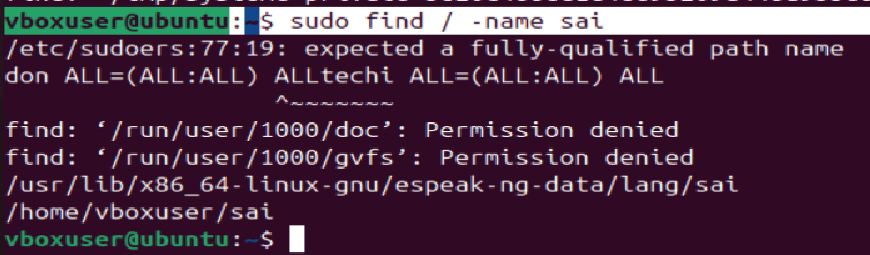 vboxuser@ubuntu:~$ sudo find / -name sai
/etc/sudoers:77:19: expected a fully-qualified path name
don ALL=(ALL:ALL) ALLtechi ALL=(ALL:ALL) ALL
^~~~~~~~
find: ‘/run/user/1000/doc’: Permission denied
find: ‘/run/user/1000/gvfs’: Permission denied
/usr/lib/x86_64-linux-gnu/espeak-ng-data/lang/sai
/home/vboxuser/sai
vboxuser@ubuntu:~$